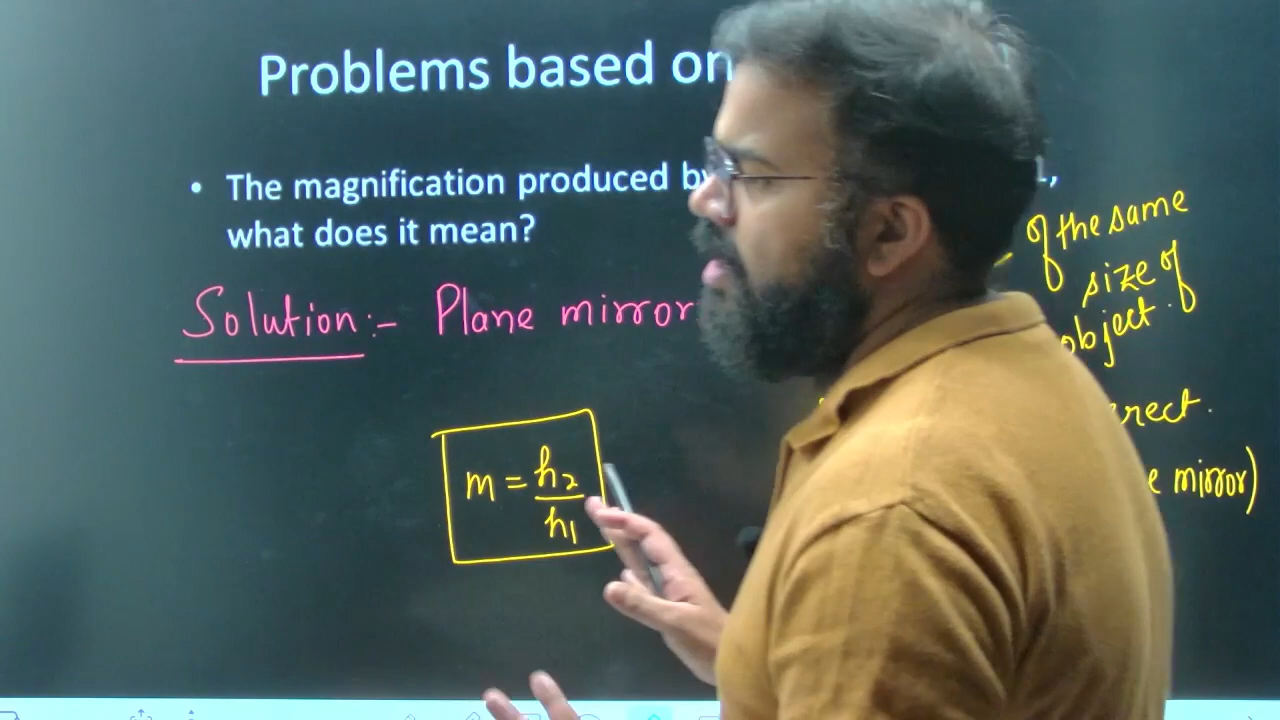 Problems based on
• The magnification produced by
what does it mean?
Solution:- Plane mirror
of the same
size of
object.
erect.
mirror)
m = h₂
h₁